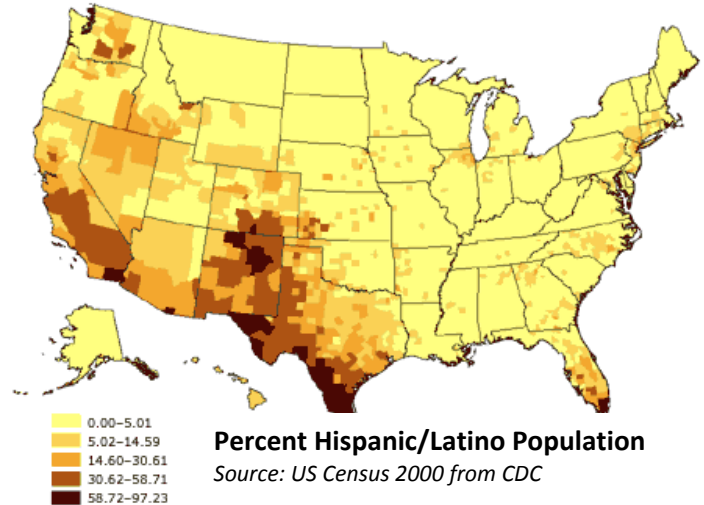 0.00–5.01
5.02–14.59
14.60–30.61
30.62–58.71
58.72–97.23
Percent Hispanic/Latino Population
Source: US Census 2000 from CDC